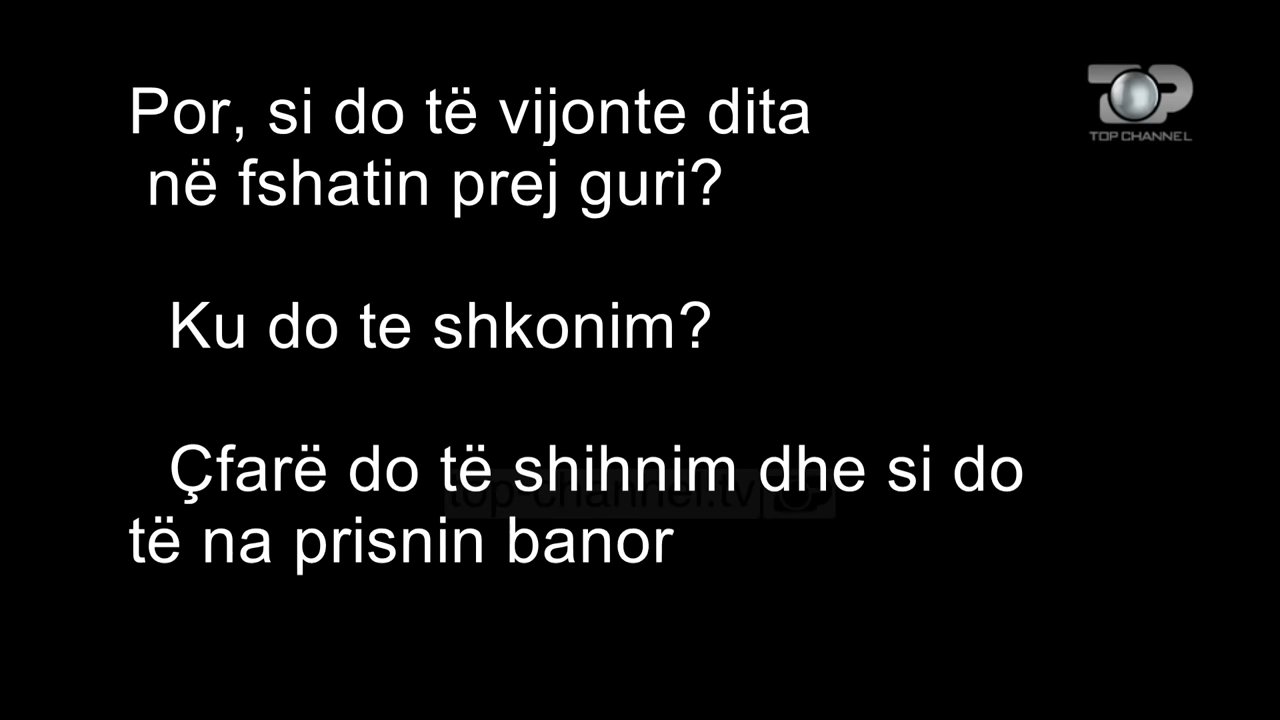 Por, si do të vijonte dita
në fshatin prej guri?
TOP CHANNEL
Ku do te shkonim?
Çfarë do të shihnim dhe si do
të na prisnin banor
top-channel.tv